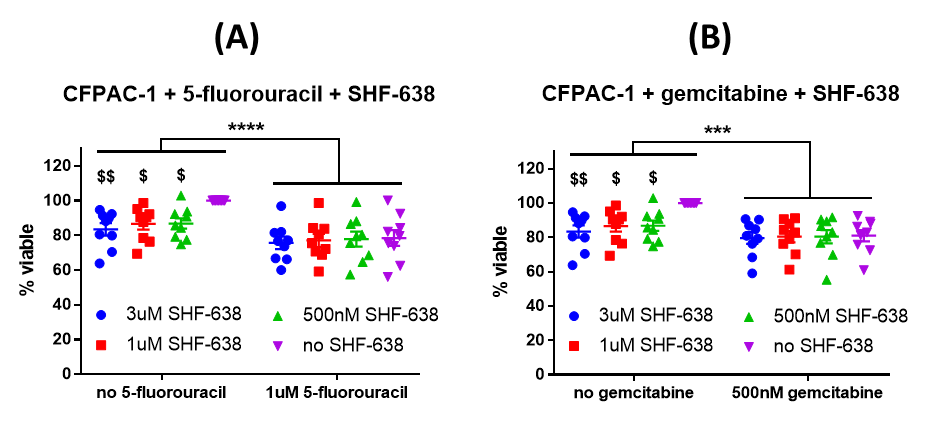 (A)
CFPAC-1 + 5-fluorouracil + SHF-638
****
$$ $ $
120
100
80
60
40
20
0
% viable
3uM SHF-638
500nM SHF-638
1uM SHF-638
no SHF-638
no 5-fluorouracil
1uM 5-fluorouracil
(B)
CFPAC-1 + gemcitabine + SHF-638
***
$$ $ $
120
100
80
60
40
20
0
% viable
3uM SHF-638
500nM SHF-638
1uM SHF-638
no SHF-638
no gemcitabine
500nM gemcitabine